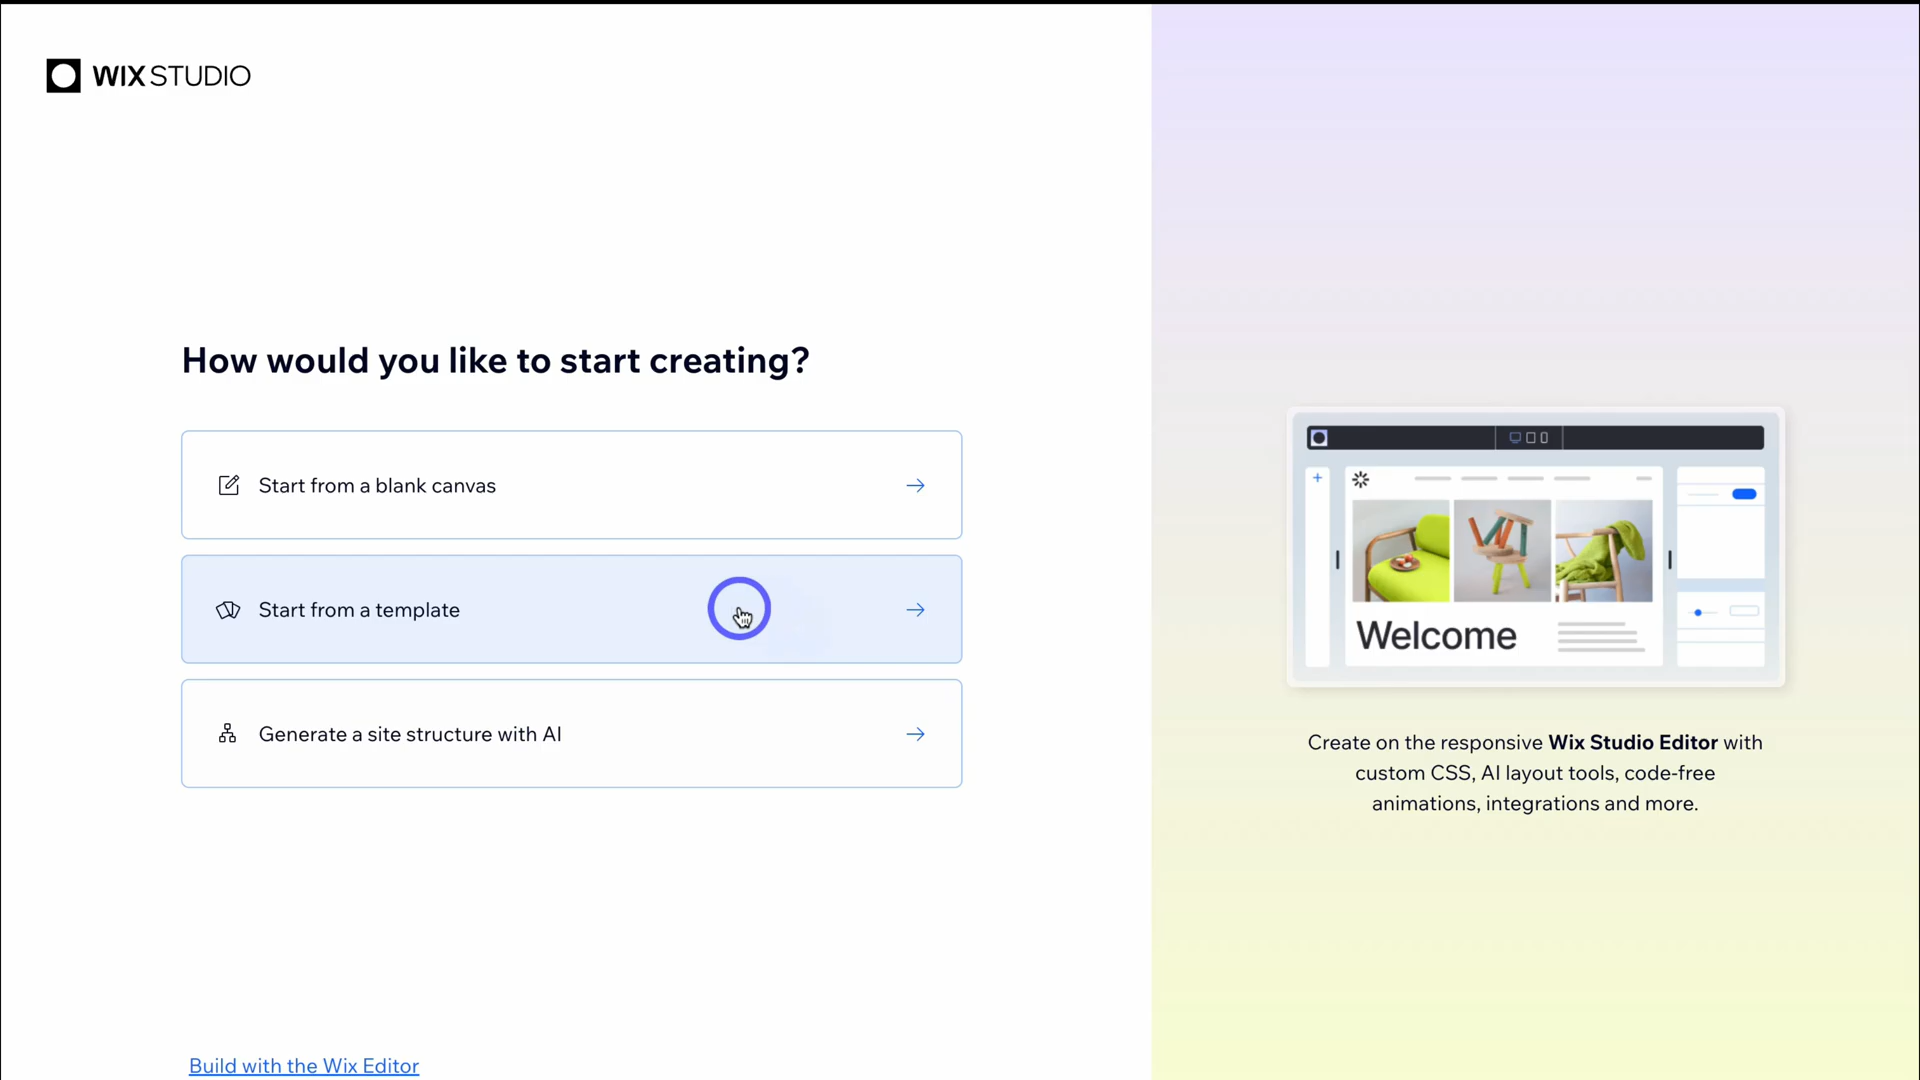 WIX STUDIO
How would you like to start creating?
Start from a blank canvas
Start from a template
Generate a site structure with AI
Build with the Wix Editor
Welcome
Create on the responsive Wix Studio Editor with
custom CSS, AI layout tools, code-free
animations, integrations and more.